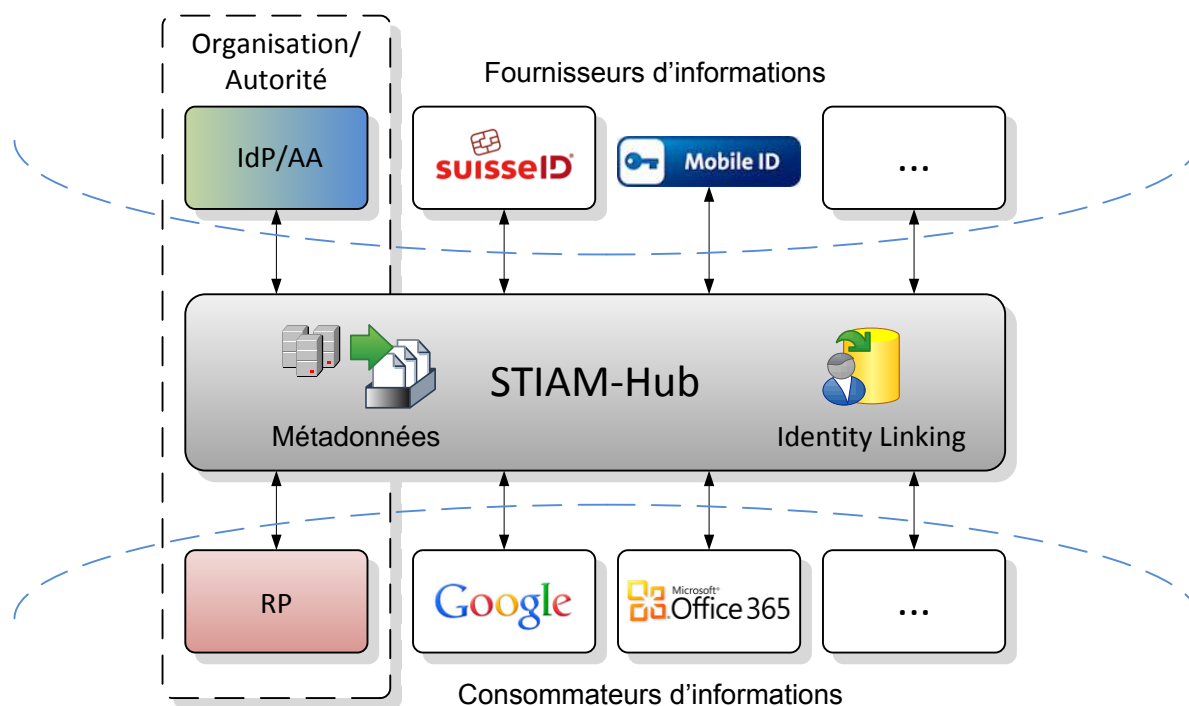 Organisation/
Autorité
Fournisseurs d’informations
IdP/AA
suisseID®
Mobile ID
...
STIAM-Hub
Métadonnées
Identity Linking
RP
Google
Microsoft®
Office 365
...
Consommateurs d’informations